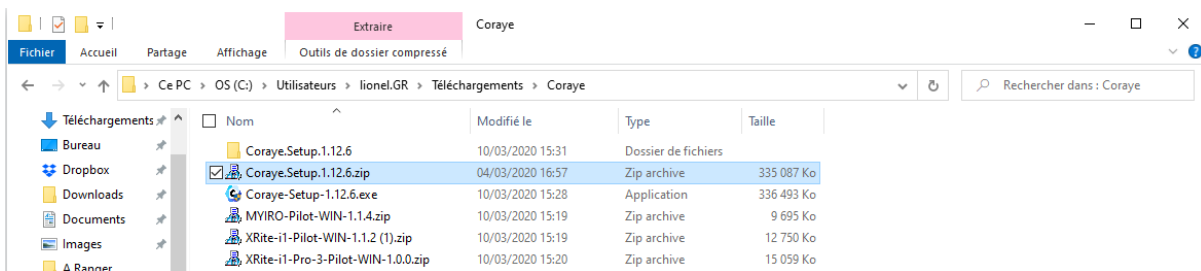 Extraire Coraye
Fichier Accueil Partage Affichage Outils de dossier compressé
Ce PC > OS (C:) > Utilisateurs > lionel.GR > Téléchargements > Coraye Rechercher dans : Coraye
Téléchargements Nom Modifié le Type Taille
Bureau Coraye.Setup.1.12.6 10/03/2020 15:31 Dossier de fichiers
Dropbox Coraye.Setup.1.12.6.zip 04/03/2020 16:57 Zip archive 335 087 Ko
Downloads Coraye-Setup-1.12.6.exe 10/03/2020 15:28 Application 336 493 Ko
Documents MYIRO-Pilot-WIN-1.1.4.zip 10/03/2020 15:19 Zip archive 9 695 Ko
Images XRite-i1-Pilot-WIN-1.1.2 (1).zip 10/03/2020 15:19 Zip archive 12 750 Ko
A Ranger XRite-i1-Pro-3-Pilot-WIN-1.0.0.zip 10/03/2020 15:20 Zip archive 15 059 Ko